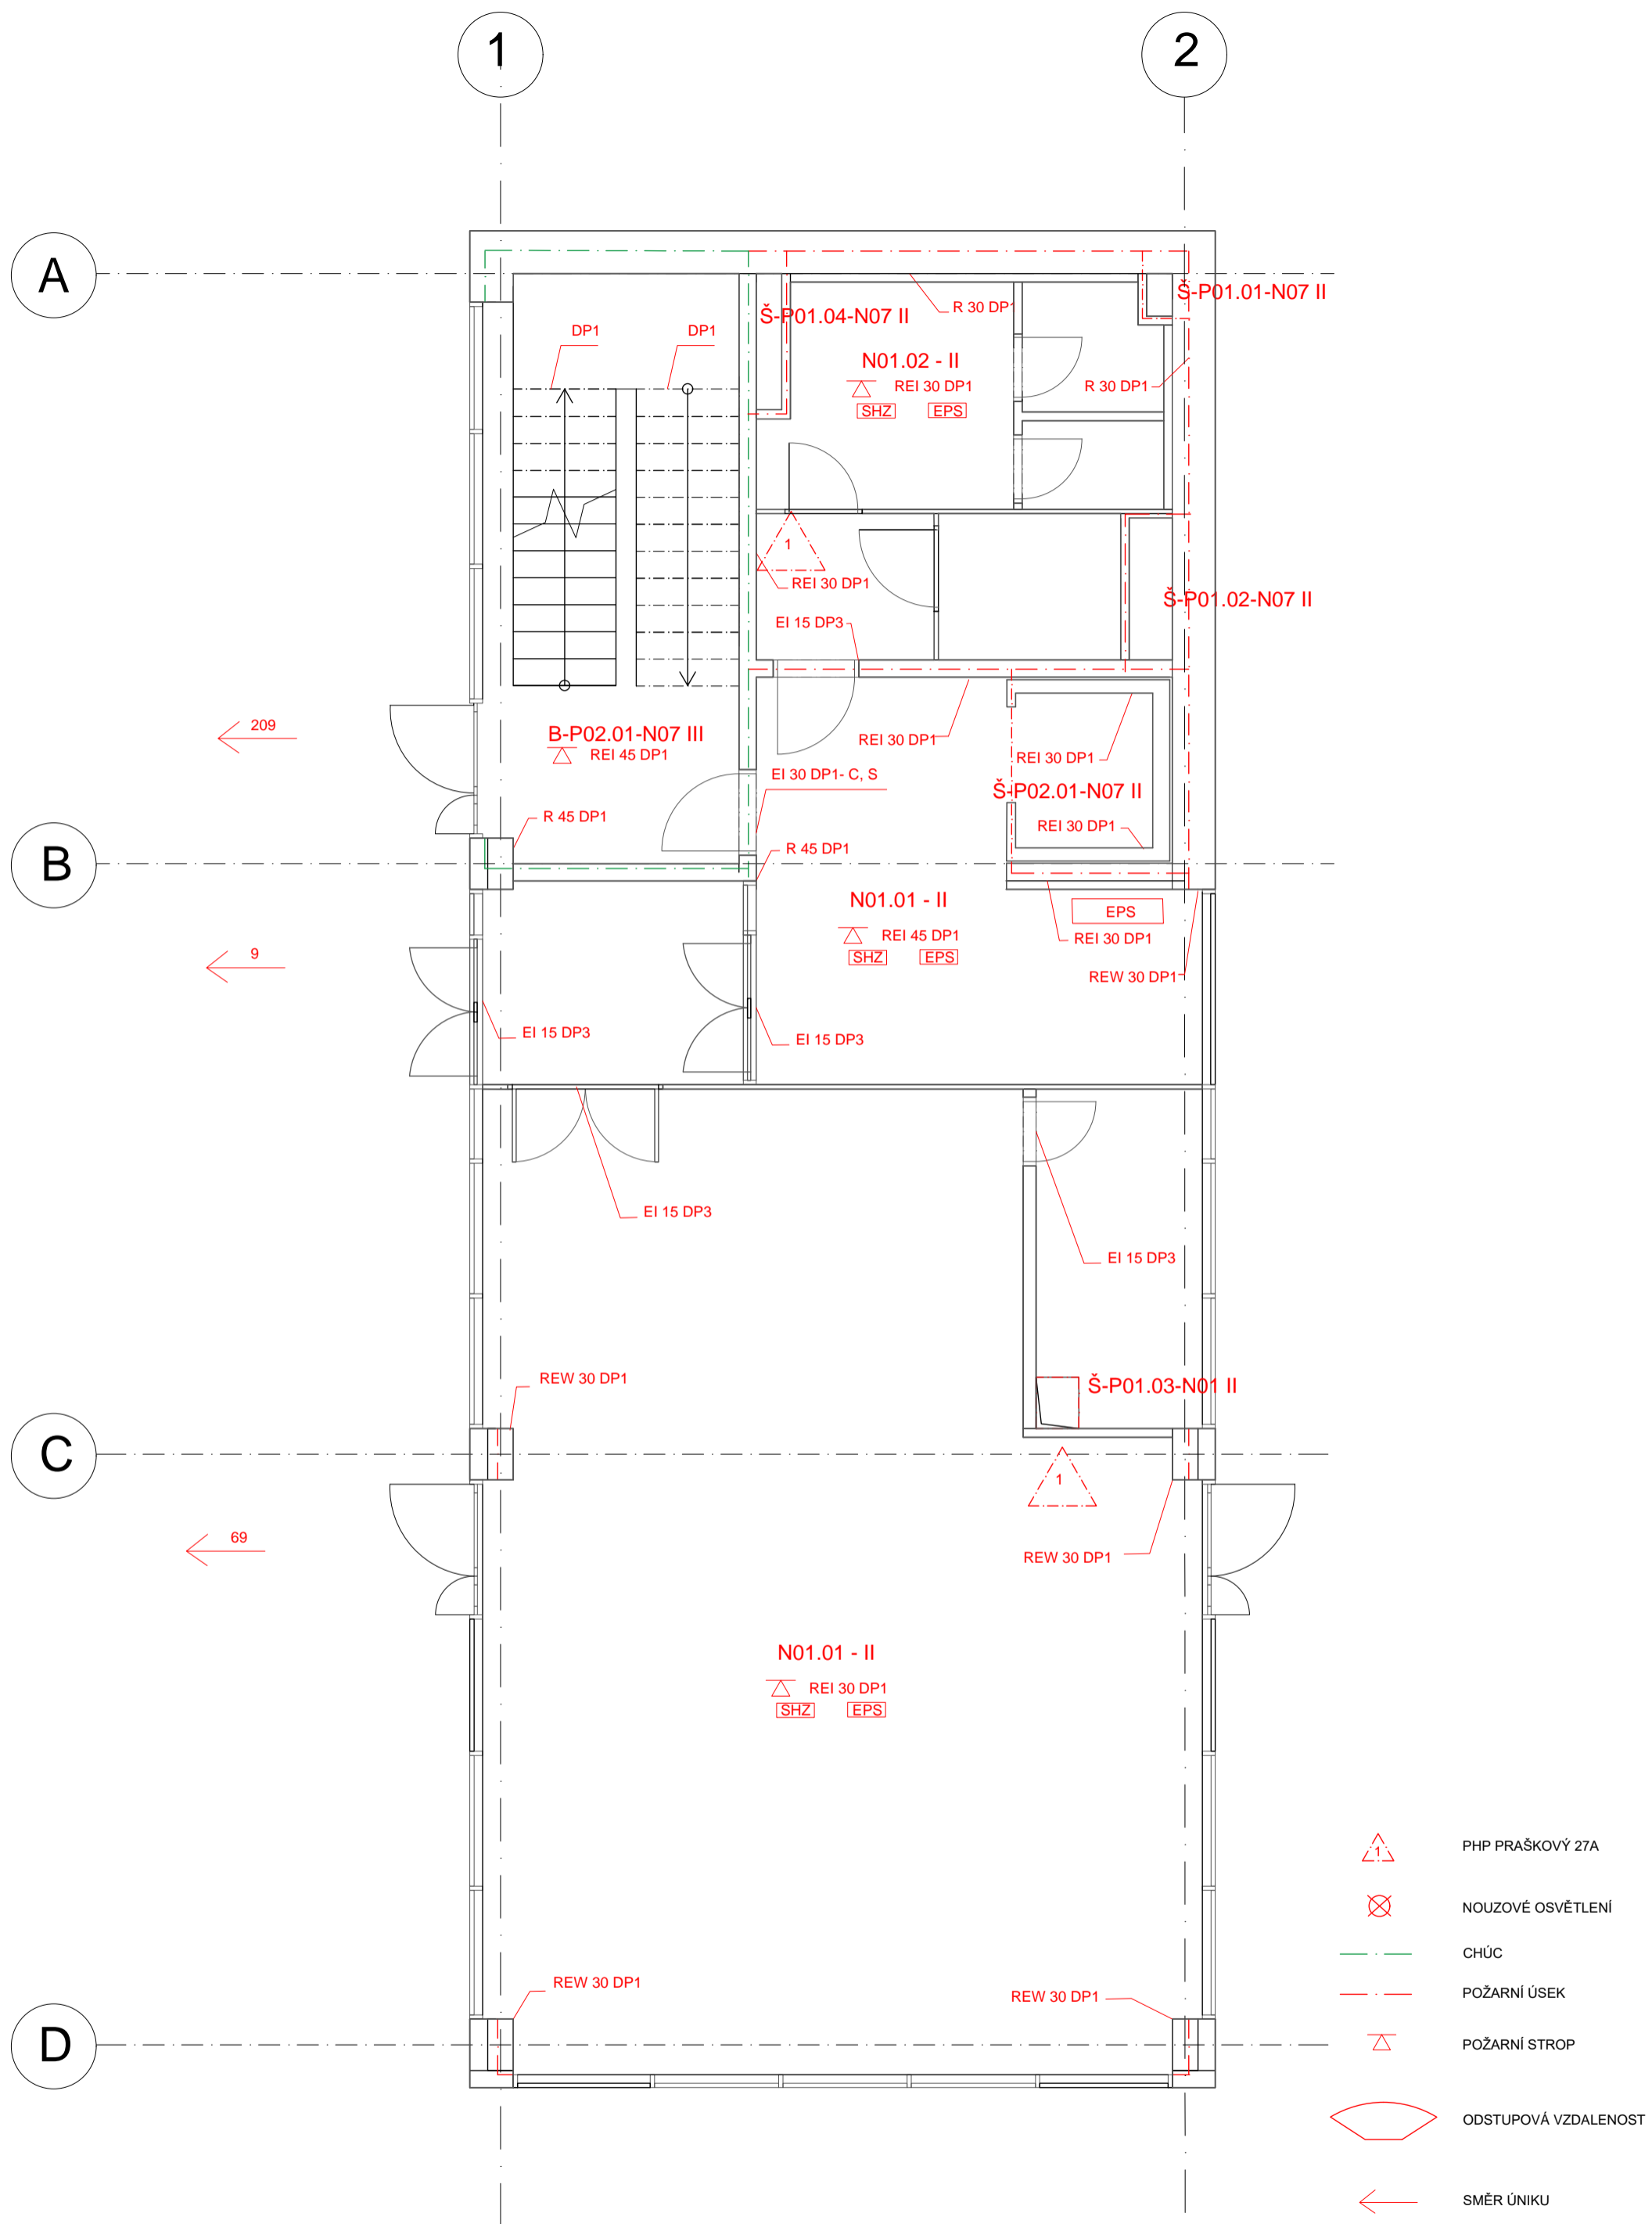 1
2
A
Š-P01.01-N07 II
R 30 DP1
Š-P01.04-N07 II
DP1
DP1
N01.02 - II
REI 30 DP1
R 30 DP1
SHZ
EPS
1
REI 30 DP1
Š-P01.02-N07 II
EI 15 DP3
209
B-P02.01-N07 III
REI 45 DP1
REI 30 DP1
REI 30 DP1
EI 30 DP1- C, S
Š-P02.01-N07 II
R 45 DP1
REI 30 DP1
R 45 DP1
B
N01.01 - II
EPS
REI 45 DP1
REI 30 DP1
9
SHZ
EPS
REW 30 DP1
EI 15 DP3
EI 15 DP3
EI 15 DP3
EI 15 DP3
REW 30 DP1
Š-P01.03-N01 II
C
1
69
REW 30 DP1
N01.01 - II
REI 30 DP1
SHZ
EPS
1
PHP PRAŠKOVÝ 27A
NOUZOVÉ OSVĚTLENÍ
CHÚC
REW 30 DP1
REW 30 DP1
POŽARNÍ ÚSEK
D
POŽARNÍ STROP
ODSTUPOVÁ VZDALENOST
SMĚR ÚNIKU